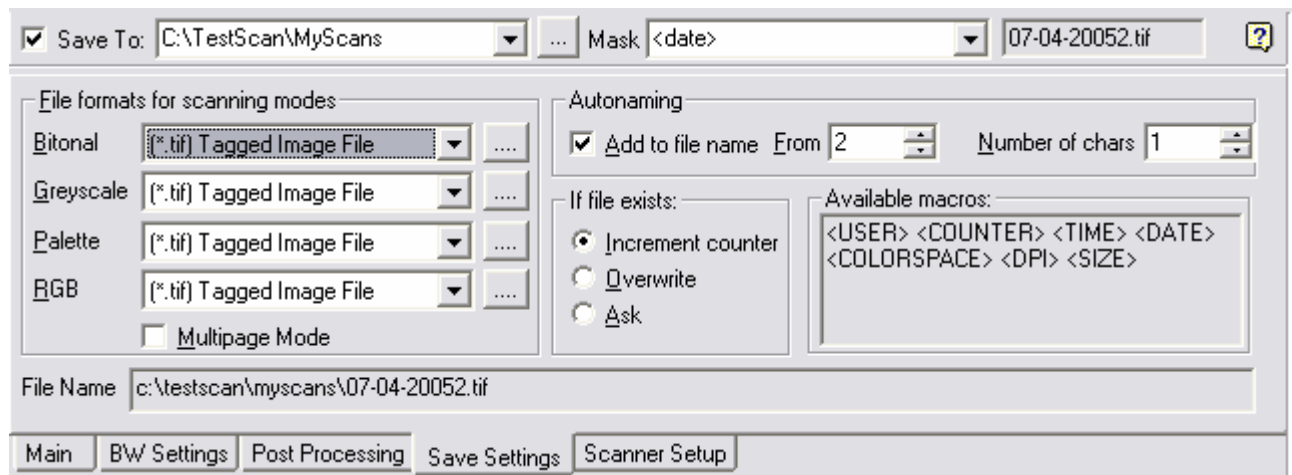 Save To: C:\TestScan\MyScans ... Mask <date> 07-04-20052.tif ?
File formats for scanning modes
Bitonal (*.tif) Tagged Image File ....
Greyscale (*.tif) Tagged Image File ....
Palette (*.tif) Tagged Image File ....
RGB (*.tif) Tagged Image File ....
Multipage Mode
Autonaming
Add to file name From 2 Number of chars 1
If file exists:
Increment counter
Overwrite
Ask
Available macros:
<USER> <COUNTER> <TIME> <DATE>
<COLORSPACE> <DPI> <SIZE>
File Name c:\testscan\myscans\07-04-20052.tif
Main BW Settings Post Processing Save Settings Scanner Setup